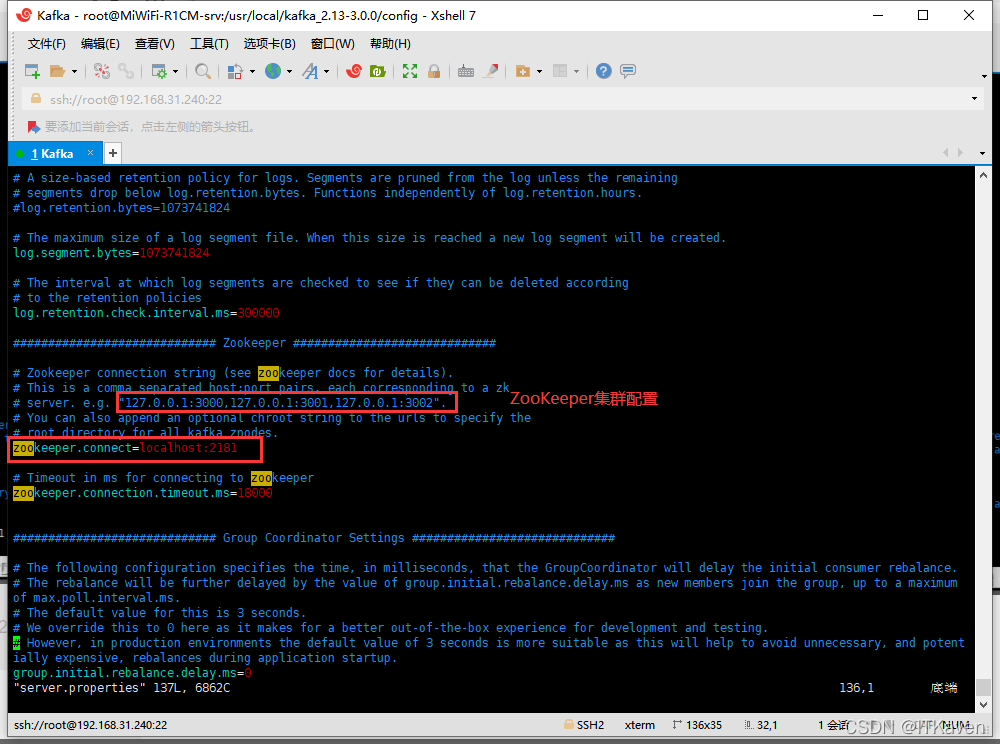 Kafka - root@MiWiFi-R1CM-srv:/usr/local/kafka_2.13-3.0.0/config - Xshell 7
文件(F) 编辑(E) 查看(V) 工具(T) 选项卡(B) 窗口(W) 帮助(H)
ssh://root@192.168.31.240:22
要添加当前会话，点击左侧的箭头按钮。
1 Kafka × +
# A size-based retention policy for logs. Segments are pruned from the log unless the remaining
# segments drop below log.retention.bytes. Functions independently of log.retention.hours.
#log.retention.bytes=1073741824
# The maximum size of a log segment file. When this size is reached a new log segment will be created.
log.segment.bytes=1073741824
# The interval at which log segments are checked to see if they can be deleted according
# to the retention policies
log.retention.check.interval.ms=300000
############################# Zookeeper #############################
# Zookeeper connection string (see zookeeper docs for details).
# This is a comma separated host:port pairs, each corresponding to a zk
# server. e.g. "127.0.0.1:3000,127.0.0.1:3001,127.0.0.1:3002".
ZooKeeper集群配置
# You can also append an optional chroot string to the urls to specify the
# root directory for all kafka znodes.
zookeeper.connect=localhost:2181
# Timeout in ms for connecting to zookeeper
zookeeper.connection.timeout.ms=18000
############################# Group Coordinator Settings #############################
# The following configuration specifies the time, in milliseconds, that the GroupCoordinator will delay the initial consumer rebalance.
# The rebalance will be further delayed by the value of group.initial.rebalance.delay.ms as new members join the group, up to a maximum
of max.poll.interval.ms.
# The default value for this is 3 seconds.
# We override this to 0 here as it makes for a better out-of-the-box experience for development and testing.
# However, in production environments the default value of 3 seconds is more suitable as this will help to avoid unnecessary, and potent
ially expensive, rebalances during application startup.
group.initial.rebalance.delay.ms=0
"server.properties" 137L, 6862C 136,1 底端
ssh://root@192.168.31.240:22 SSH2 xterm 136x35 32,1 1 会话 NUM
CSDN @ITKaven